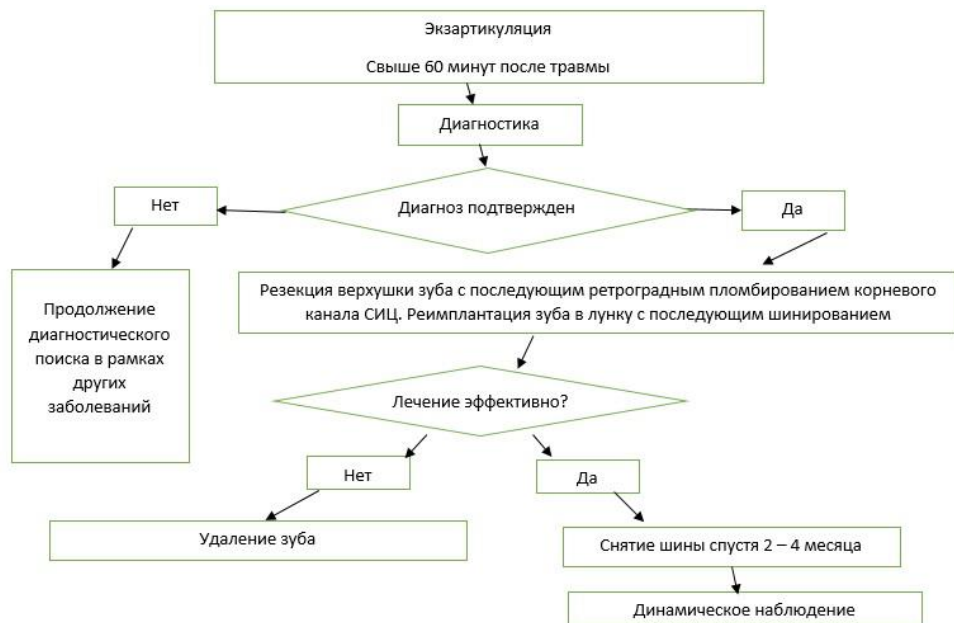 Экзартикуляция
Свыше 60 минут после травмы
Диагностика
Диагноз подтвержден
Нет
Да
Продолжение
диагностического
поиска в рамках
других
заболеваний
Резекция верхушки зуба с последующим ретроградным пломбированием корневого
канала СИЦ. Реимплантация зуба в лунку с последующим шинированием
Лечение эффективно?
Нет
Да
Удаление зуба
Снятие шины спустя 2 – 4 месяца
Динамическое наблюдение